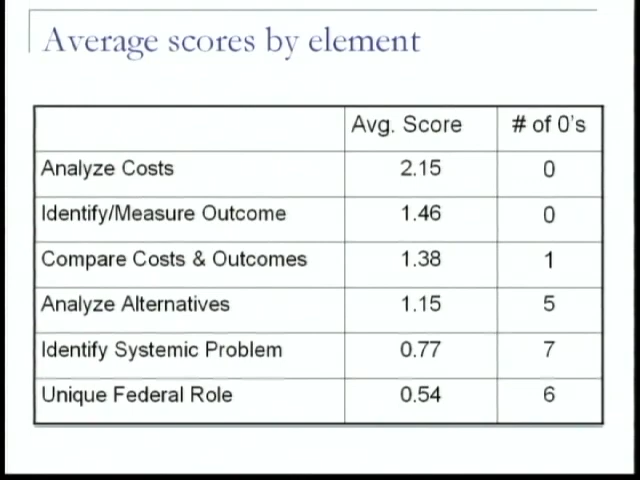 Average scores by element
Avg. Score # of 0's
Analyze Costs 2.15 0
Identify/Measure Outcome 1.46 0
Compare Costs & Outcomes 1.38 1
Analyze Alternatives 1.15 5
Identify Systemic Problem 0.77 7
Unique Federal Role 0.54 6